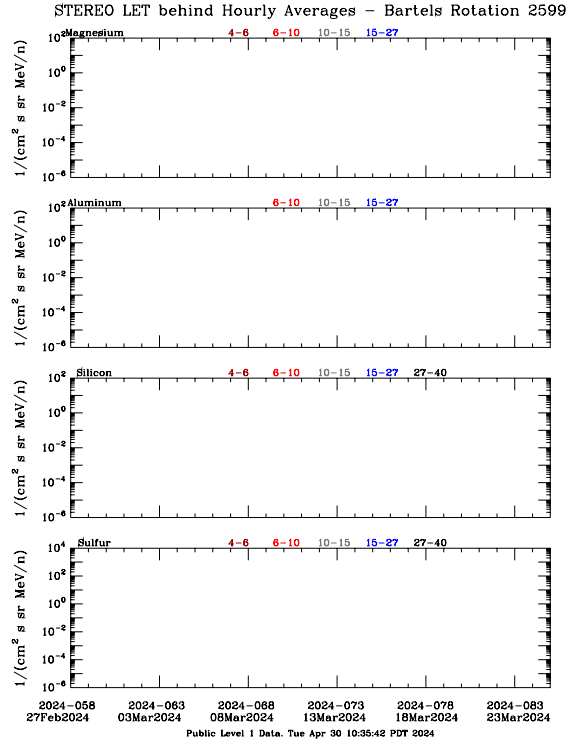 STEREO LET behind Hourly Averages - Bartels Rotation 2599
Magnesium 4-6 6-10 10-15 15-27
1/(cm² s sr MeV/n)
10²
10⁰
10⁻²
10⁻⁴
10⁻⁶
Aluminum 6-10 10-15 15-27
1/(cm² s sr MeV/n)
10²
10⁰
10⁻²
10⁻⁴
10⁻⁶
Silicon 4-6 6-10 10-15 15-27 27-40
1/(cm² s sr MeV/n)
10²
10⁰
10⁻²
10⁻⁴
10⁻⁶
Sulfur 4-6 6-10 10-15 15-27 27-40
1/(cm² s sr MeV/n)
10⁴
10²
10⁰
10⁻²
10⁻⁴
10⁻⁶
2024-058 2024-063 2024-068 2024-073 2024-078 2024-083
27Feb2024 03Mar2024 08Mar2024 13Mar2024 18Mar2024 23Mar2024
Public Level 1 Data. Tue Apr 30 10:35:42 PDT 2024